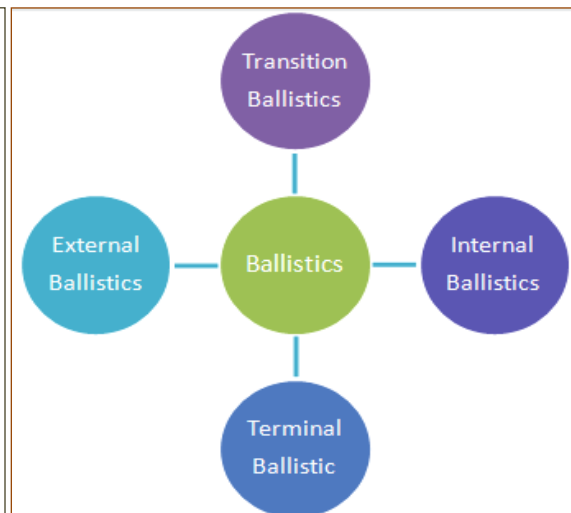 Transition
Ballistics
External
Ballistics
Ballistics
Internal
Ballistics
Terminal
Ballistic